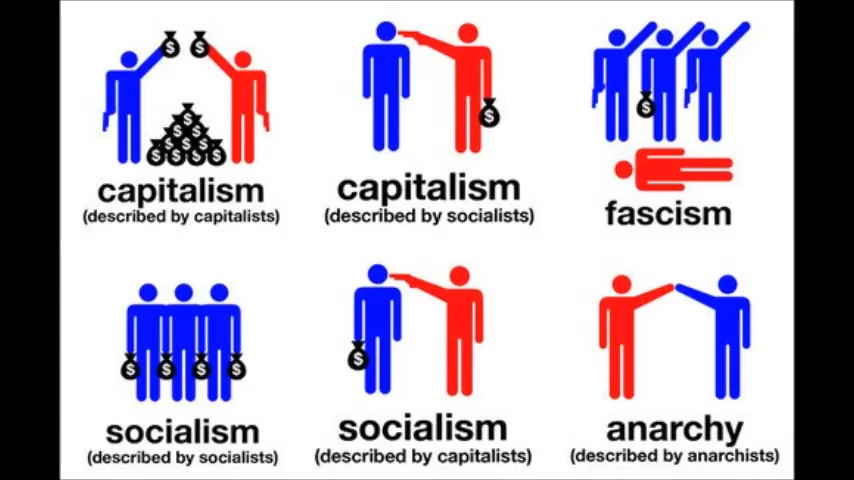 $ $
$
$ $
$ $ $
$ $ $ $
capitalism
(described by capitalists)
$
capitalism
(described by socialists)
$
fascism
$ $ $ $
socialism
(described by socialists)
$
socialism
(described by capitalists)
anarchy
(described by anarchists)